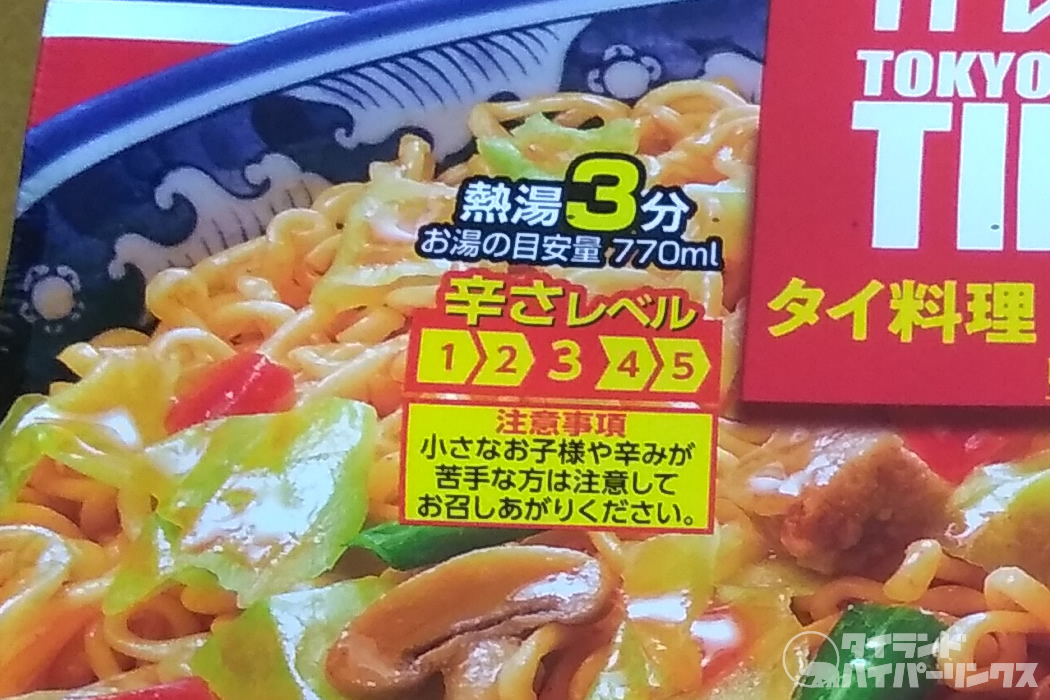 TOKYO
TI
熱湯3分
お湯の目安量 770ml
タイ料理
辛さレベル
1 2 3 4 5
注意事項
小さなお子様や辛みが
苦手な方は注意して
お召しあがりください。
タイランド
ハイパーリンクス